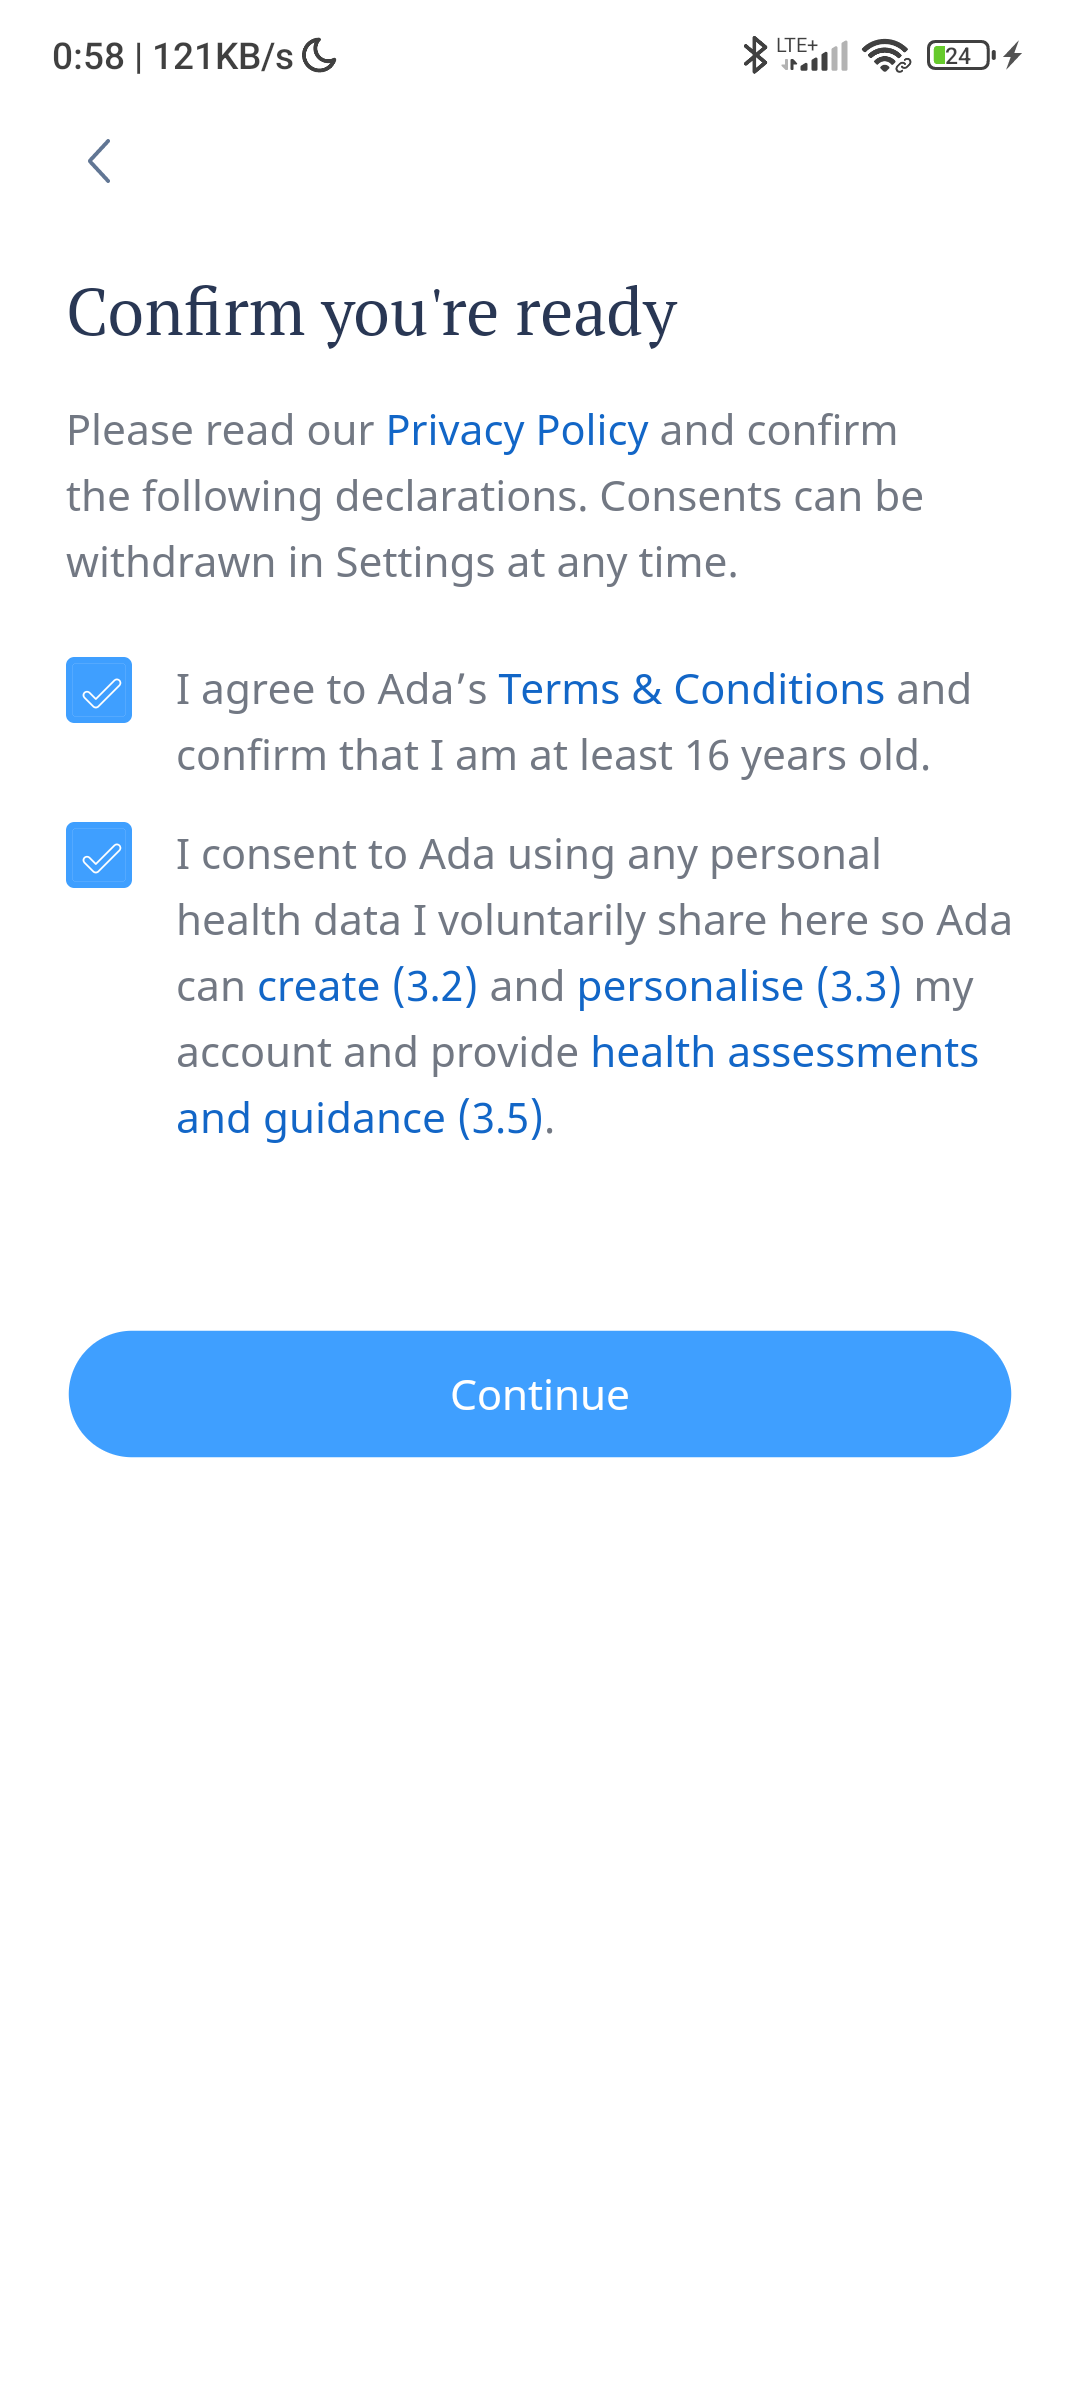 0:58 | 121KB/s LTE+ 24
Confirm you're ready
Please read our Privacy Policy and confirm
the following declarations. Consents can be
withdrawn in Settings at any time.
I agree to Ada’s Terms & Conditions and
confirm that I am at least 16 years old.
I consent to Ada using any personal
health data I voluntarily share here so Ada
can create (3.2) and personalise (3.3) my
account and provide health assessments
and guidance (3.5).
Continue